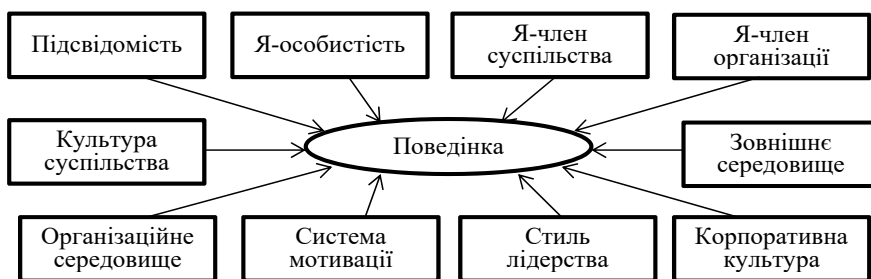 Підсвідомість
Я-особистість
Я-член
суспільства
Я-член
організації
Культура
суспільства
Поведінка
Зовнішнє
середовище
Організаційне
середовище
Система
мотивації
Стиль
лідерства
Корпоративна
культура